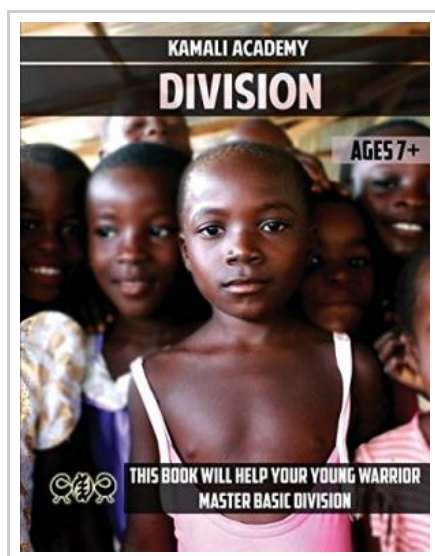 KAMALI ACADEMY
DIVISION
AGES 7+
THIS BOOK WILL HELP YOUR YOUNG WARRIOR
MASTER BASIC DIVISION